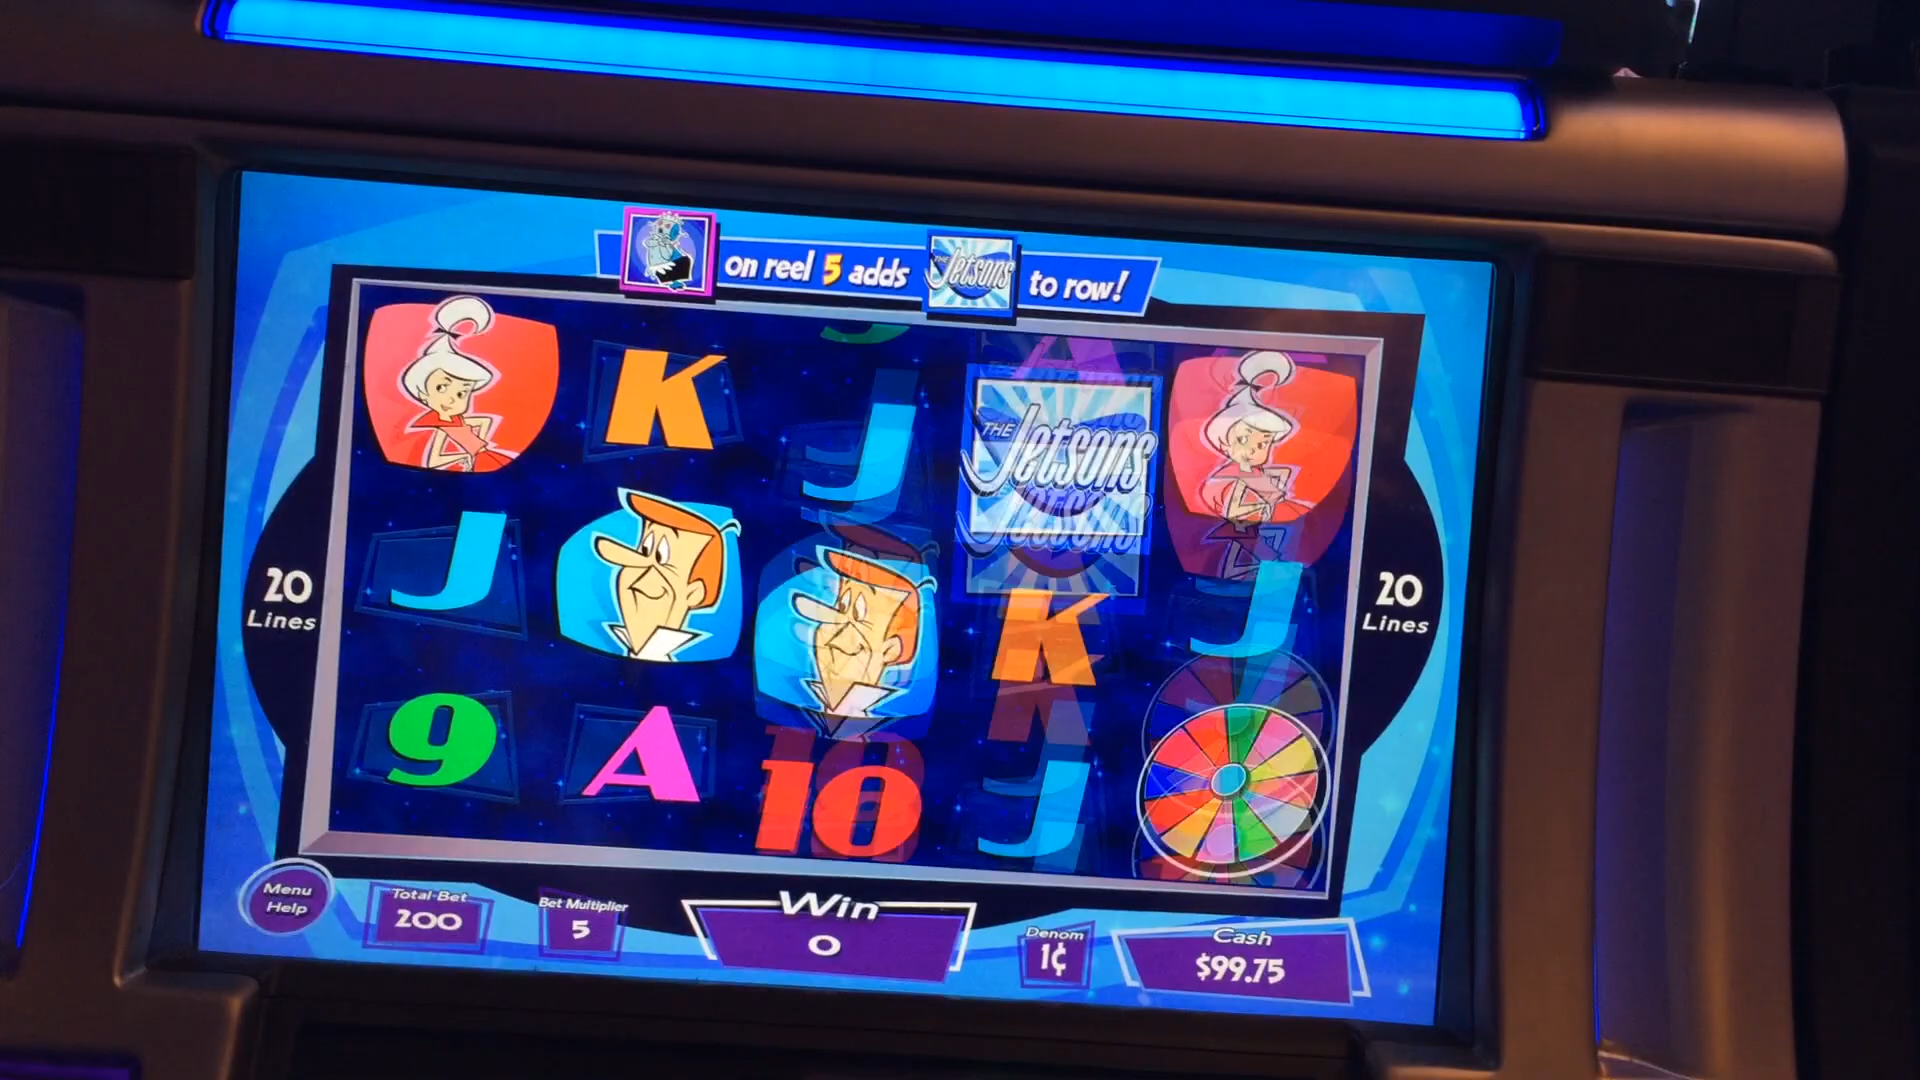 on reel 5 adds THE Jetsons to row!
K J THE Jetsons
J K J
9 A 10 J
20 Lines
20 Lines
Menu Help
Total Bet
200
Bet Multiplier
5
Win
0
Denom
1¢
Cash
$99.75